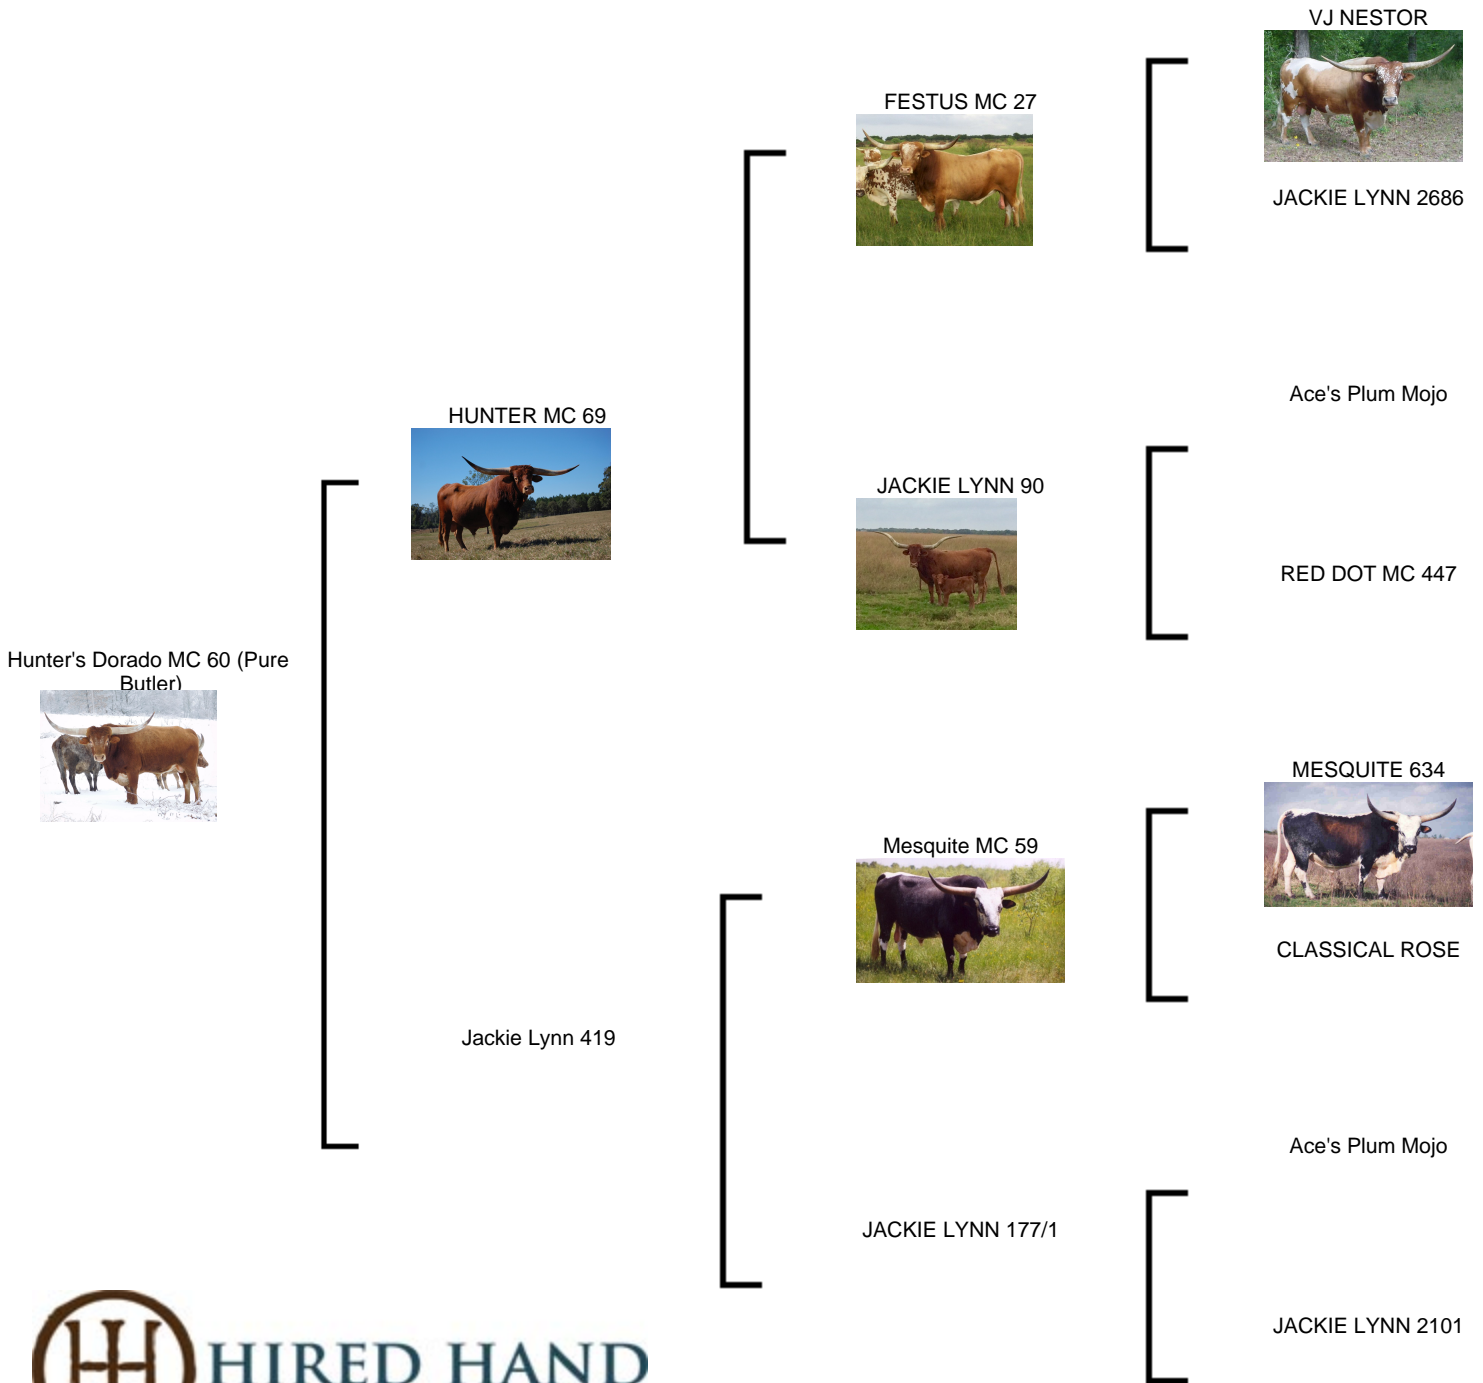 VJ NESTOR
FESTUS MC 27
JACKIE LYNN 2686
Ace's Plum Mojo
HUNTER MC 69
JACKIE LYNN 90
RED DOT MC 447
Hunter's Dorado MC 60 (Pure
Butler)
MESQUITE 634
Mesquite MC 59
CLASSICAL ROSE
Jackie Lynn 419
Ace's Plum Mojo
JACKIE LYNN 177/1
JACKIE LYNN 2101
HIRED HAND